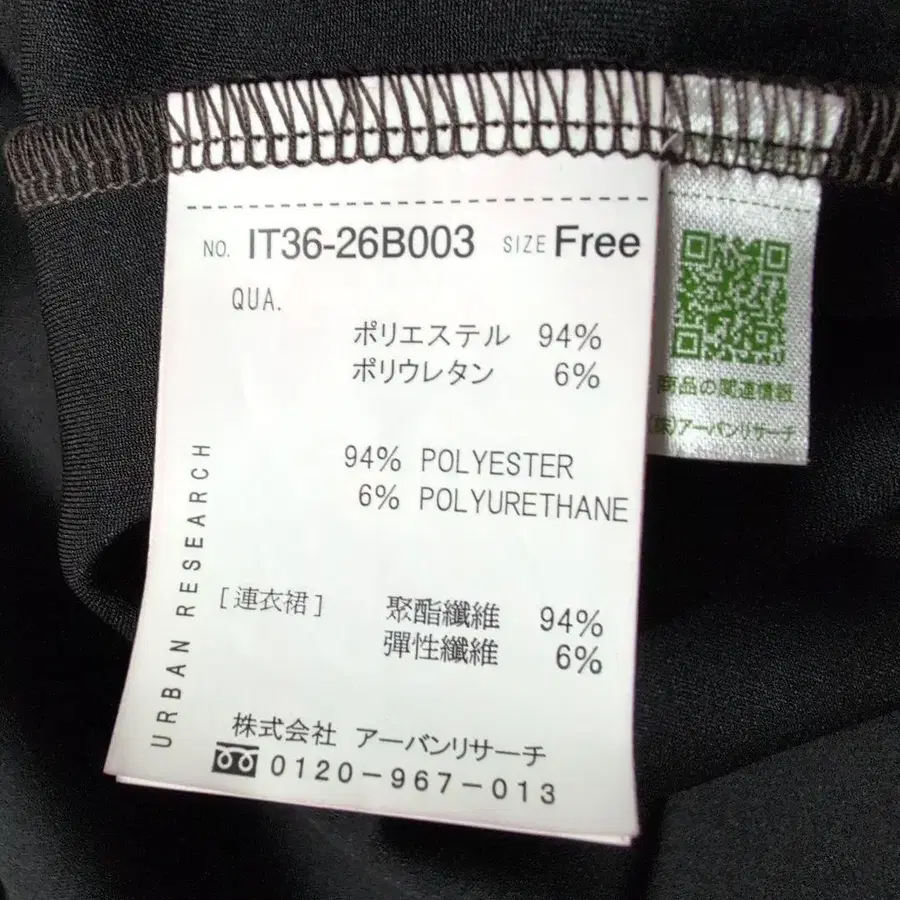 NO. IT36-26B003 SIZE Free
QUA.
ポリエステル 94%
ポリウレタン 6%
94% POLYESTER
6% POLYURETHANE
[連衣裙] 聚酯纖維 94%
彈性纖維 6%
URBAN RESEARCH
株式会社 アーバンリサーチ
0120-967-013
商品の関連情報
(株)アーバンリサーチ